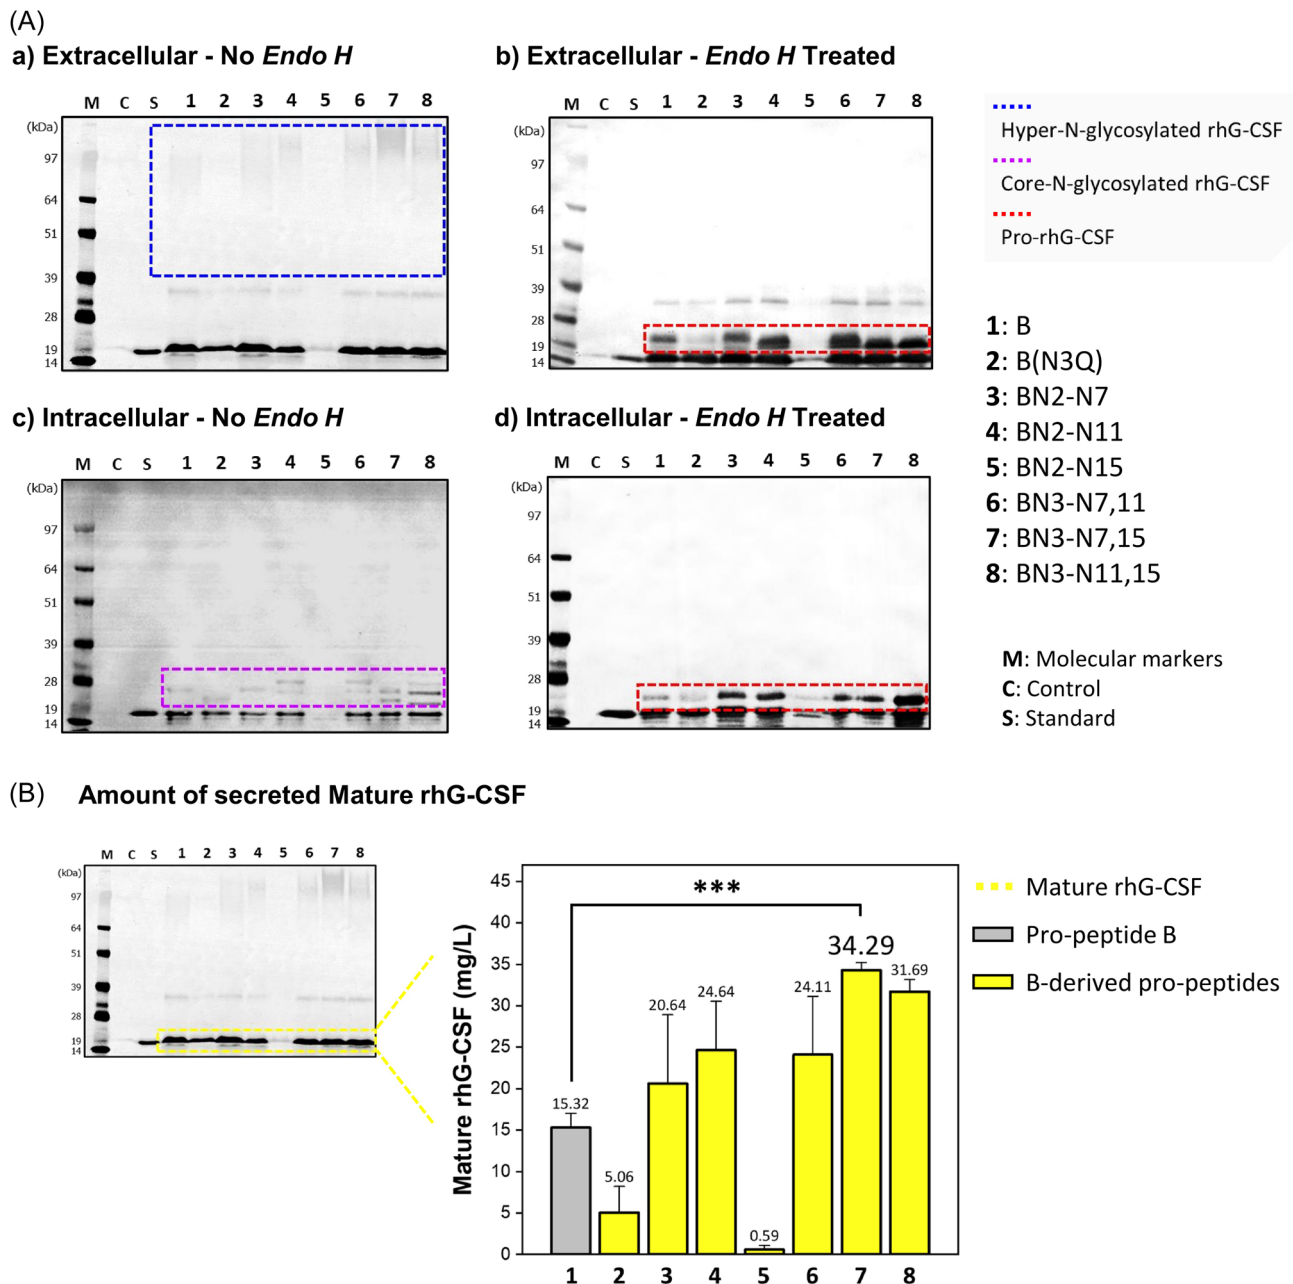 (A)
a) Extracellular - No Endo H
M C S 1 2 3 4 5 6 7 8
(kDa)
97
64
51
39
28
19
14
b) Extracellular - Endo H Treated
M C S 1 2 3 4 5 6 7 8
(kDa)
97
64
51
39
28
19
14
Hyper-N-glycosylated rhG-CSF
Core-N-glycosylated rhG-CSF
Pro-rhG-CSF
c) Intracellular - No Endo H
M C S 1 2 3 4 5 6 7 8
(kDa)
97
64
51
39
28
19
14
d) Intracellular - Endo H Treated
M C S 1 2 3 4 5 6 7 8
(kDa)
97
64
51
39
28
19
14
1: B
2: B(N3Q)
3: BN2-N7
4: BN2-N11
5: BN2-N15
6: BN3-N7,11
7: BN3-N7,15
8: BN3-N11,15
M: Molecular markers
C: Control
S: Standard
(B) Amount of secreted Mature rhG-CSF
M C S 1 2 3 4 5 6 7 8
(kDa)
97
64
51
39
28
19
14
Mature rhG-CSF (mg/L)
45
40
35
30
25
20
15
10
5
0
***
15.32
5.06
20.64
24.64
0.59
24.11
34.29
31.69
1 2 3 4 5 6 7 8
Mature rhG-CSF
Pro-peptide B
B-derived pro-peptides